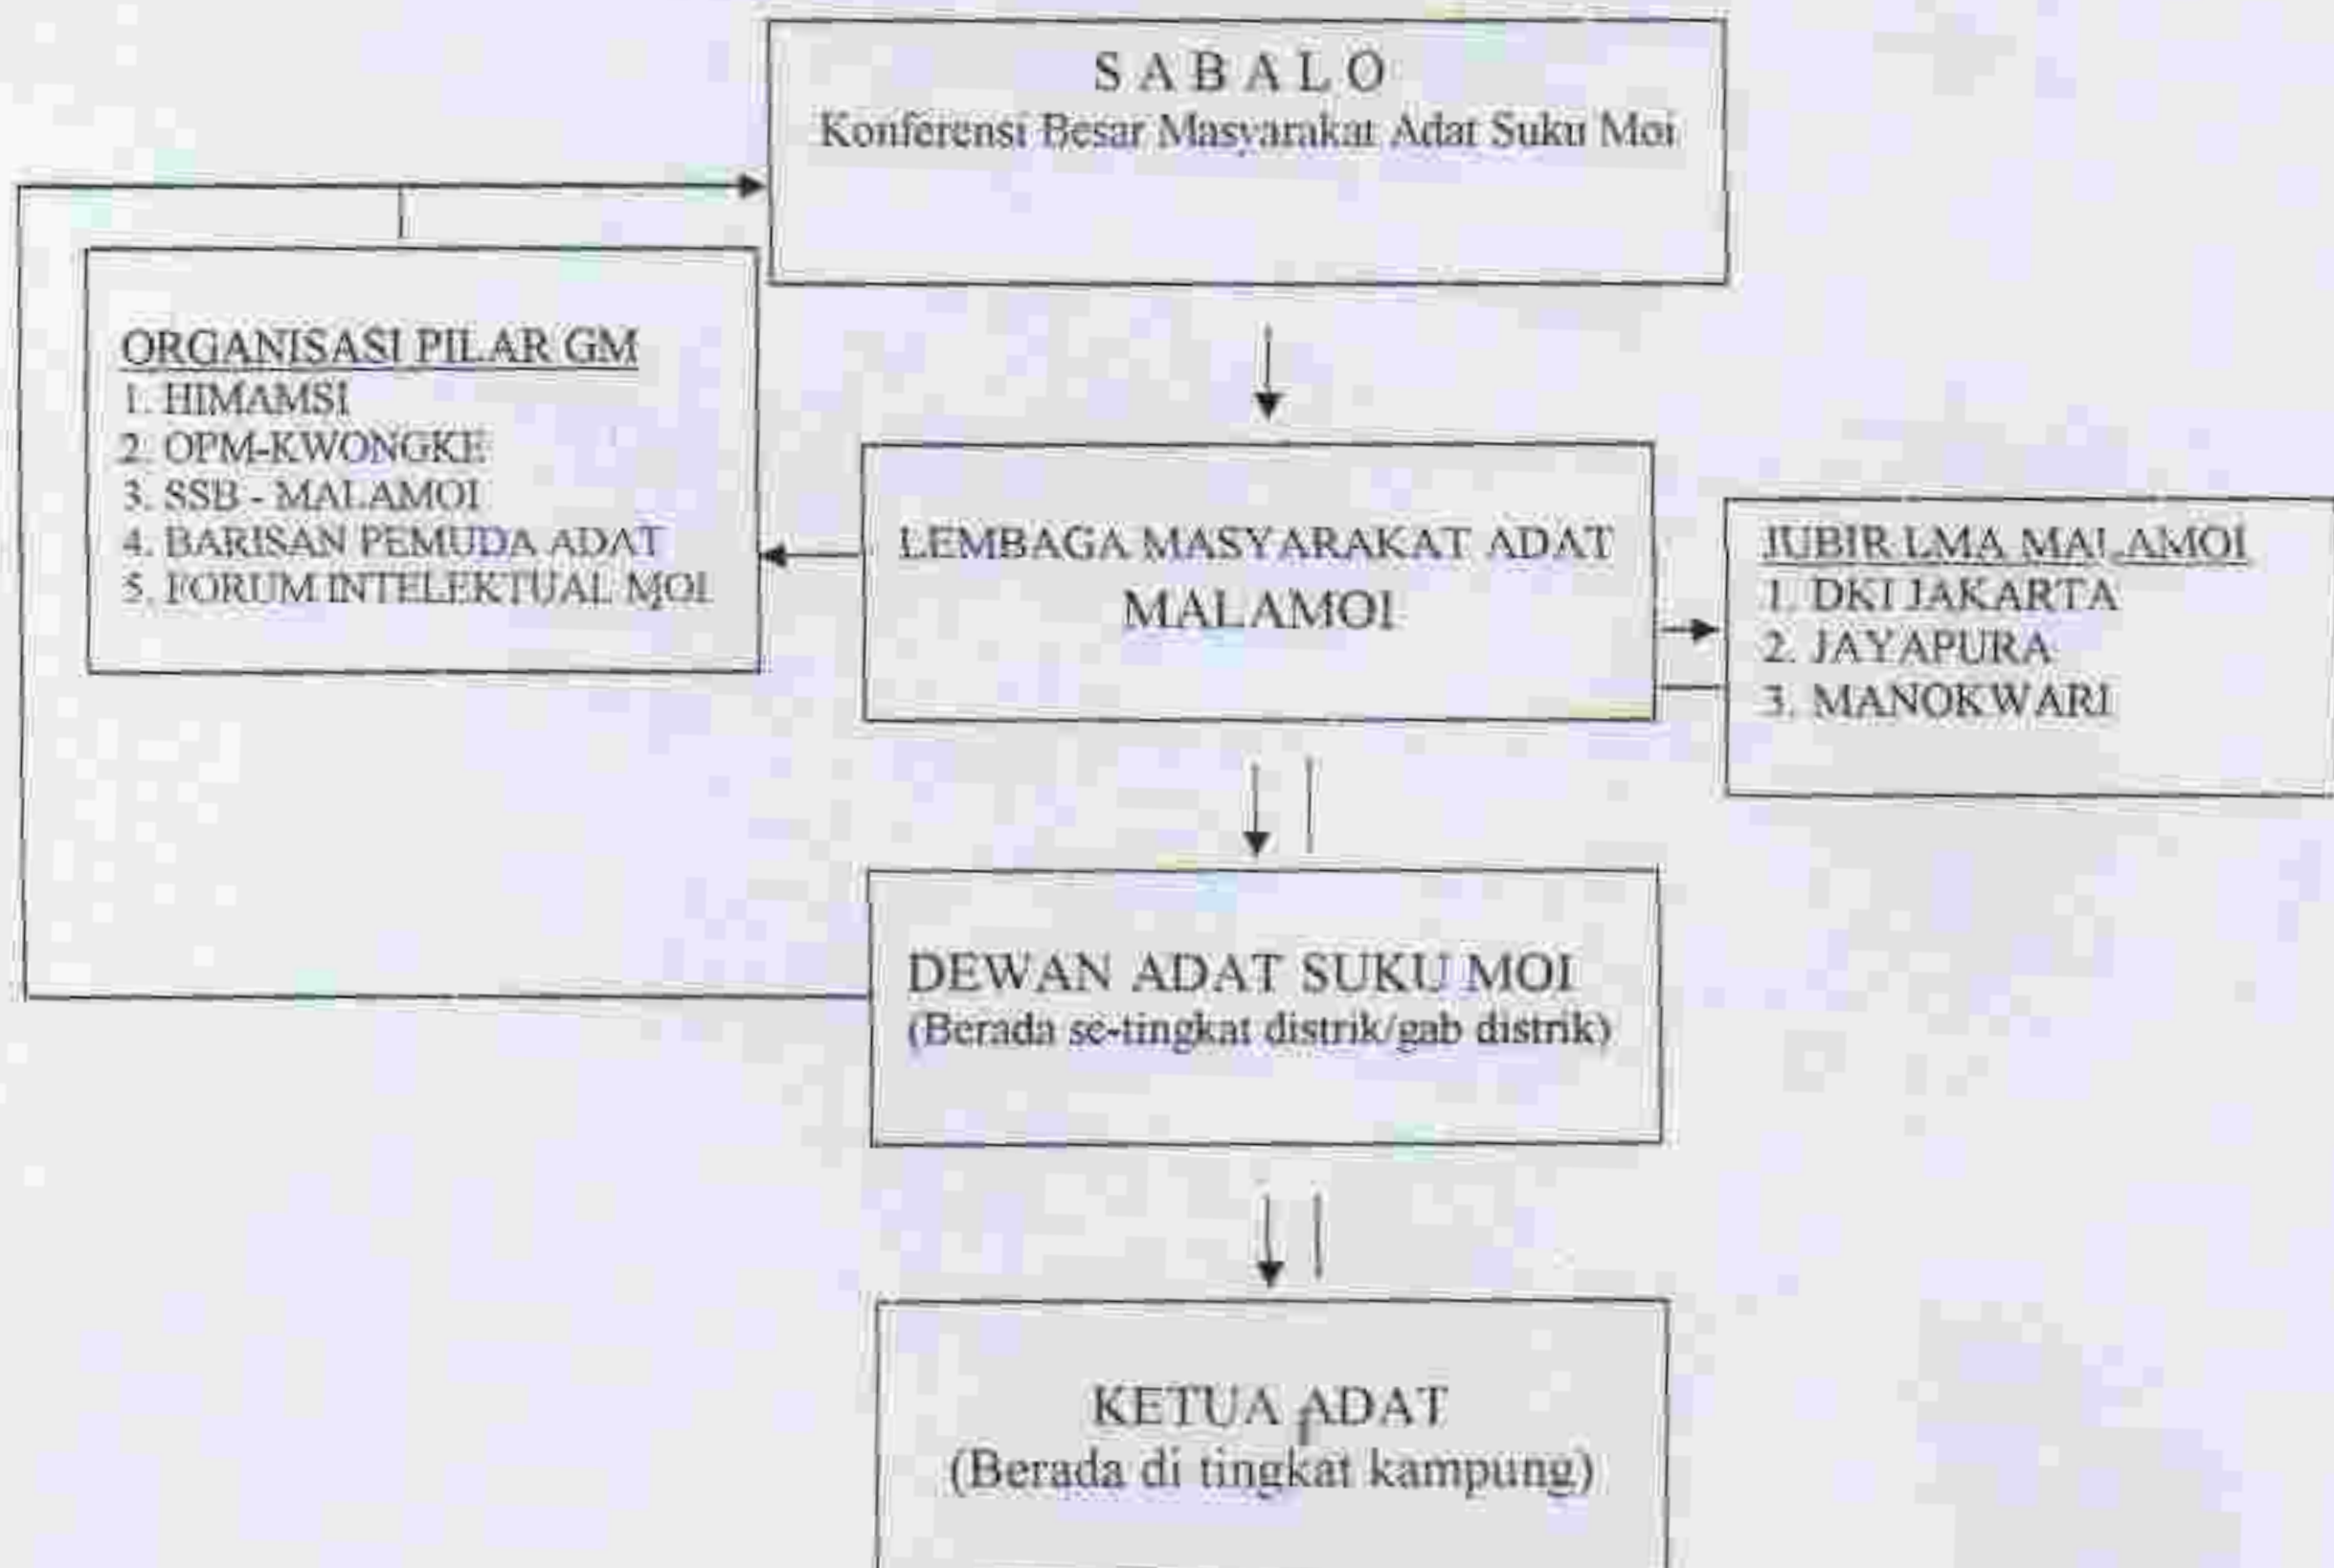 S A B A L O
Konferensi Besar Masyarakat Adat Suku Moi
ORGANISASI PILAR GM
1. HIMAMSI
2. OPM-KWONGKE
3. SSB - MALAMOI
4. BARISAN PEMUDA ADAT
5. FORUM INTELEKTUAL MOI
LEMBAGA MASYARAKAT ADAT
MALAMOI
JUBIR LMA MALAMOI
1. DKI JAKARTA
2. JAYAPURA
3. MANOKWARI
DEWAN ADAT SUKU MOI
(Berada se-tingkat distrik/gab distrik)
KETUA ADAT
(Berada di tingkat kampung)